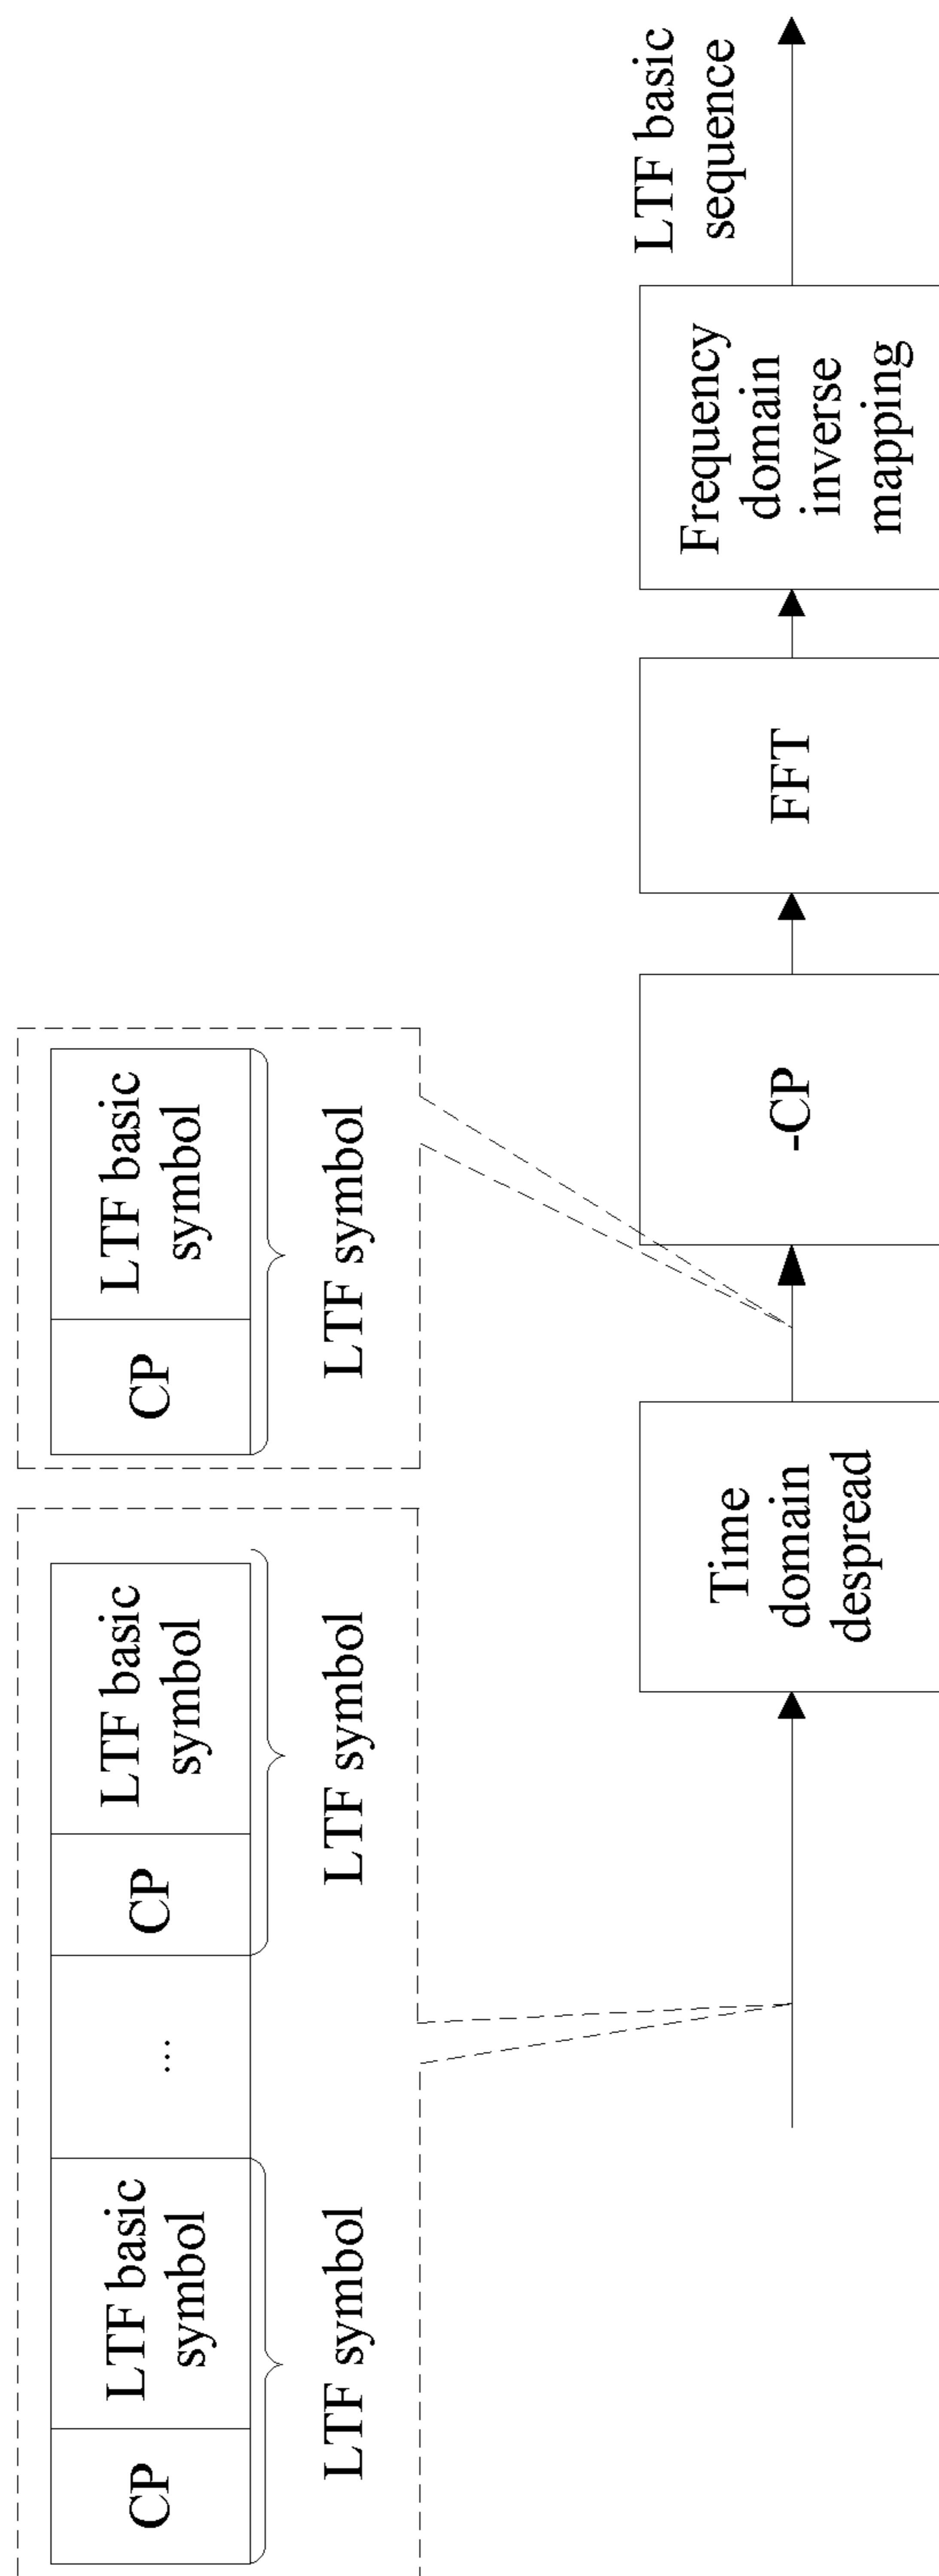 CP
LTF basic
symbol
...
CP
LTF basic
symbol
CP
LTF basic
symbol
LTF symbol
LTF symbol
LTF symbol
Time
domain
despread
-CP
FFT
Frequency
domain
inverse
mapping
LTF basic
sequence